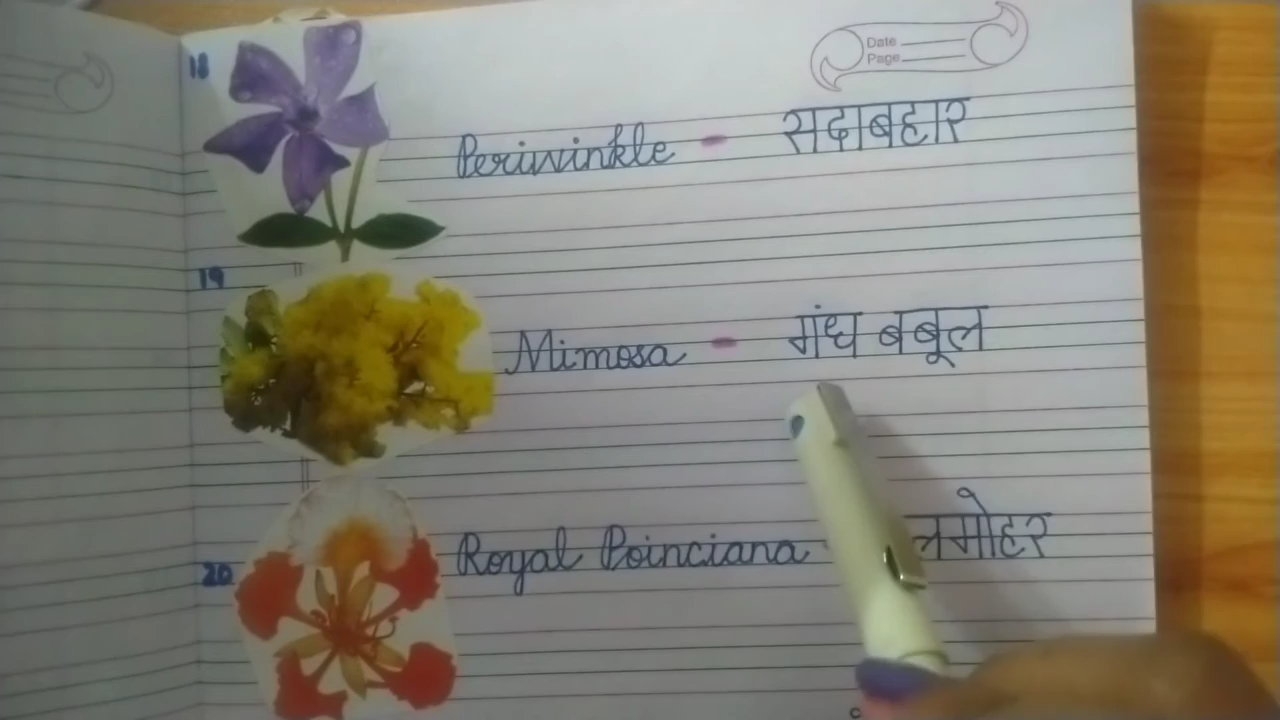 Date
Page
18
Periwinkle - सदाबहार
19
Mimosa - गंध बबूल
20
Royal Poinciana